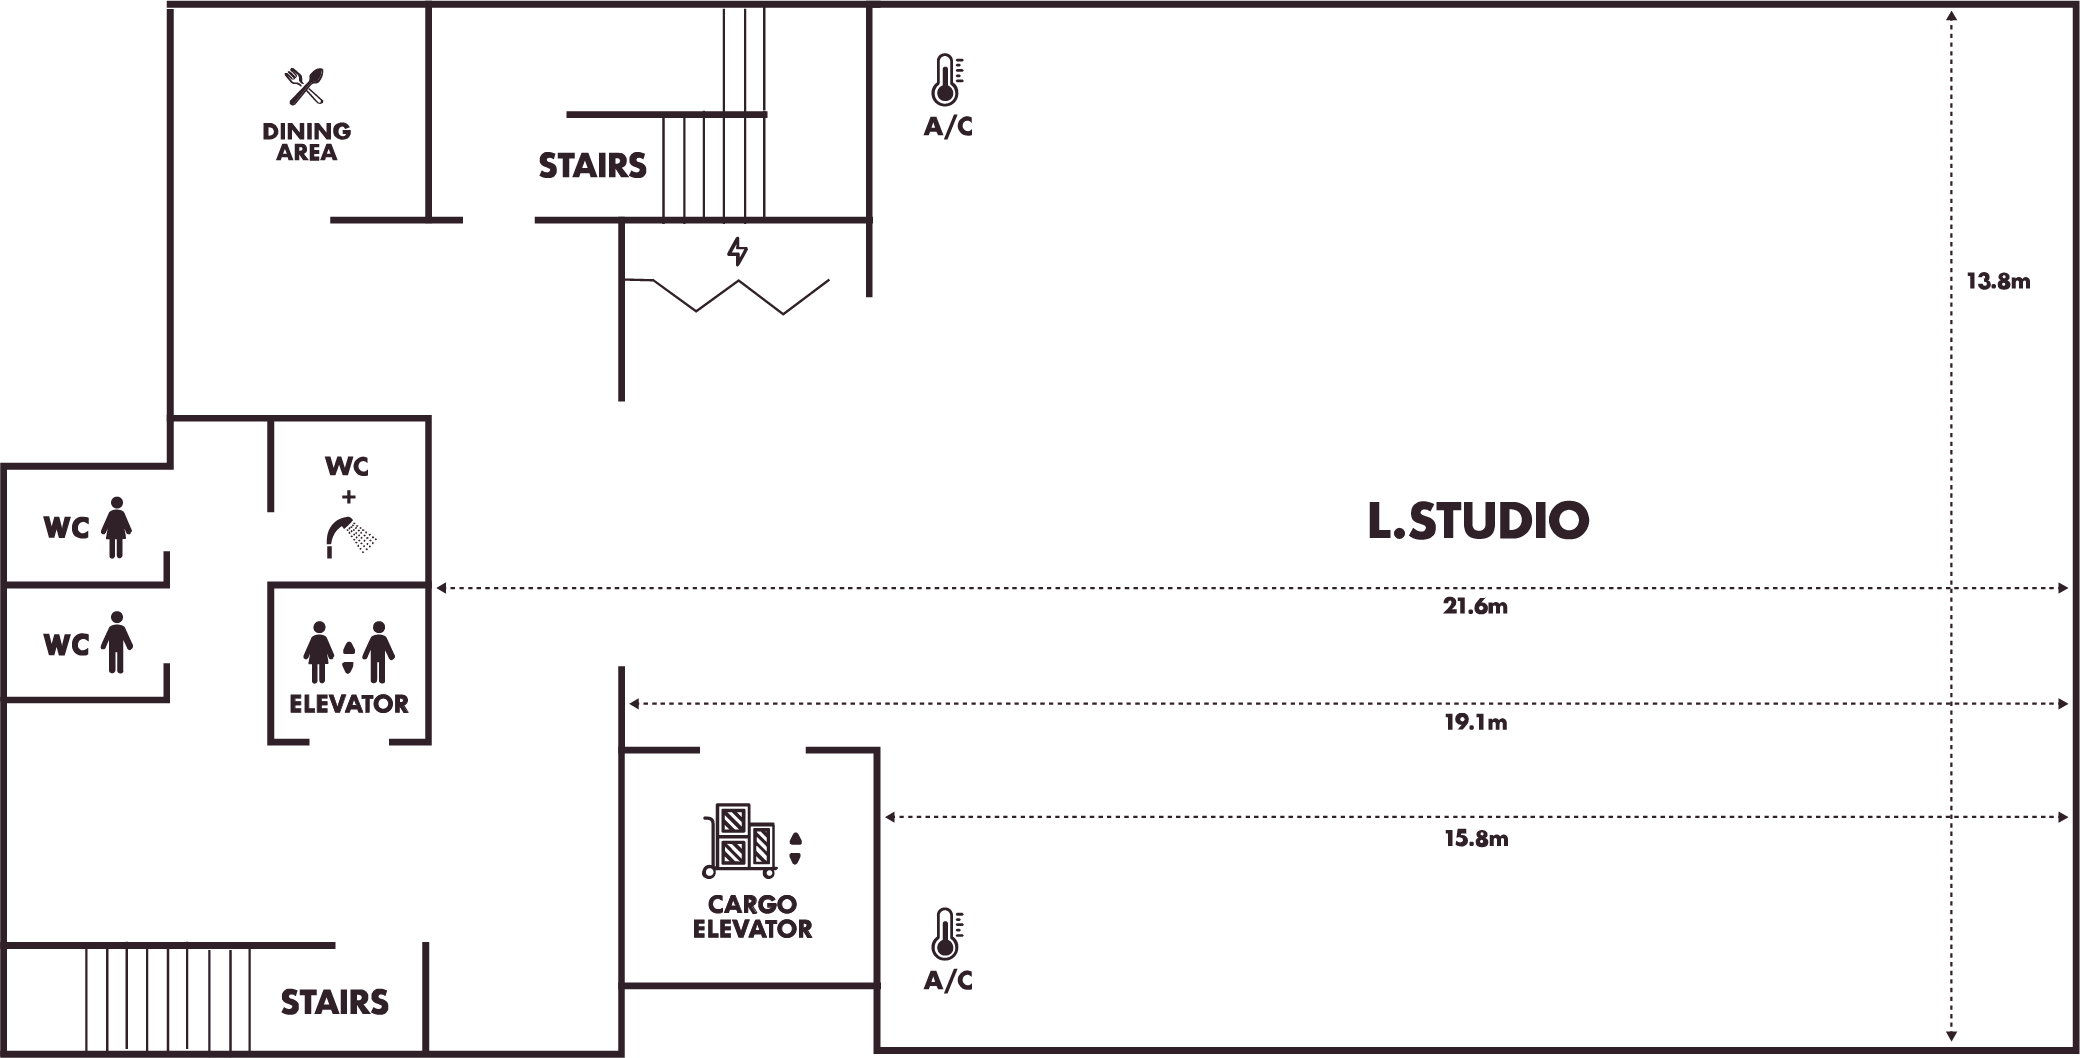 DINING
AREA
STAIRS
A/C
13.8m
WC
+
WC
L.STUDIO
21.6m
WC
ELEVATOR
19.1m
15.8m
CARGO
ELEVATOR
A/C
STAIRS